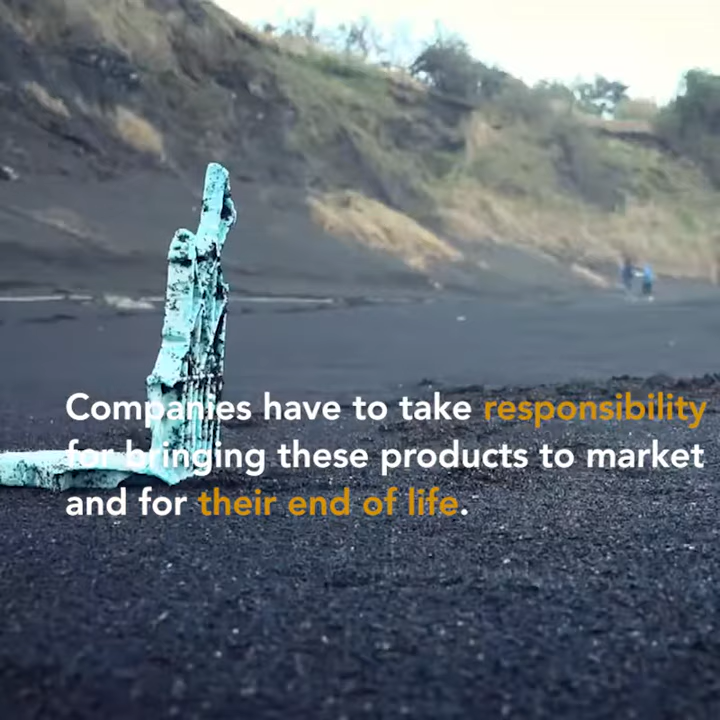 Companies have to take responsibility
for bringing these products to market
and for their end of life.